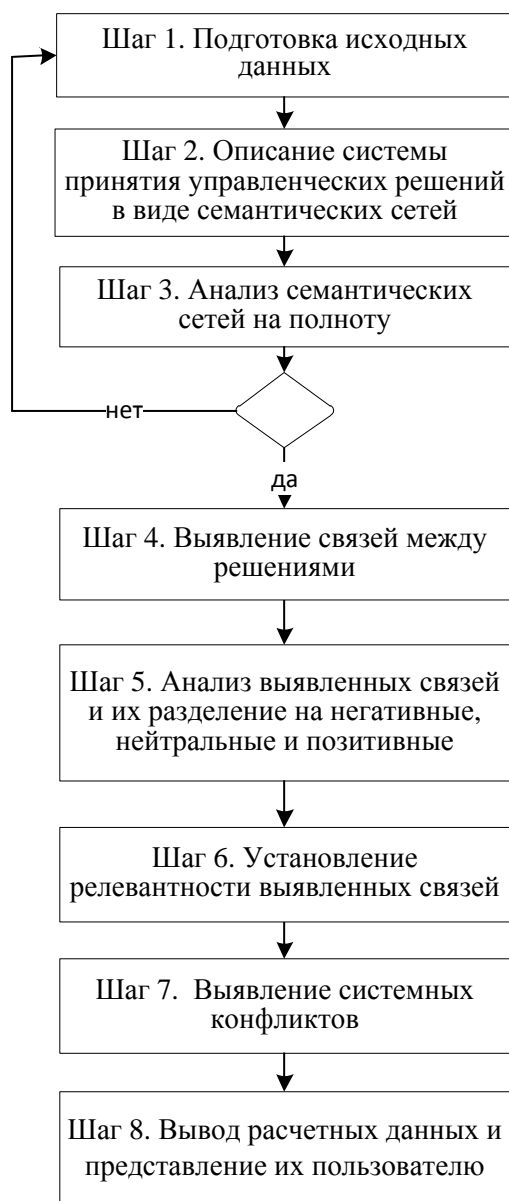 Шаг 1. Подготовка исходных
данных
Шаг 2. Описание системы
принятия управленческих решений
в виде семантических сетей
Шаг 3. Анализ семантических
сетей на полноту
нет
да
Шаг 4. Выявление связей между
решениями
Шаг 5. Анализ выявленных связей
и их разделение на негативные,
нейтральные и позитивные
Шаг 6. Установление
релевантности выявленных связей
Шаг 7. Выявление системных
конфликтов
Шаг 8. Вывод расчетных данных и
представление их пользователю